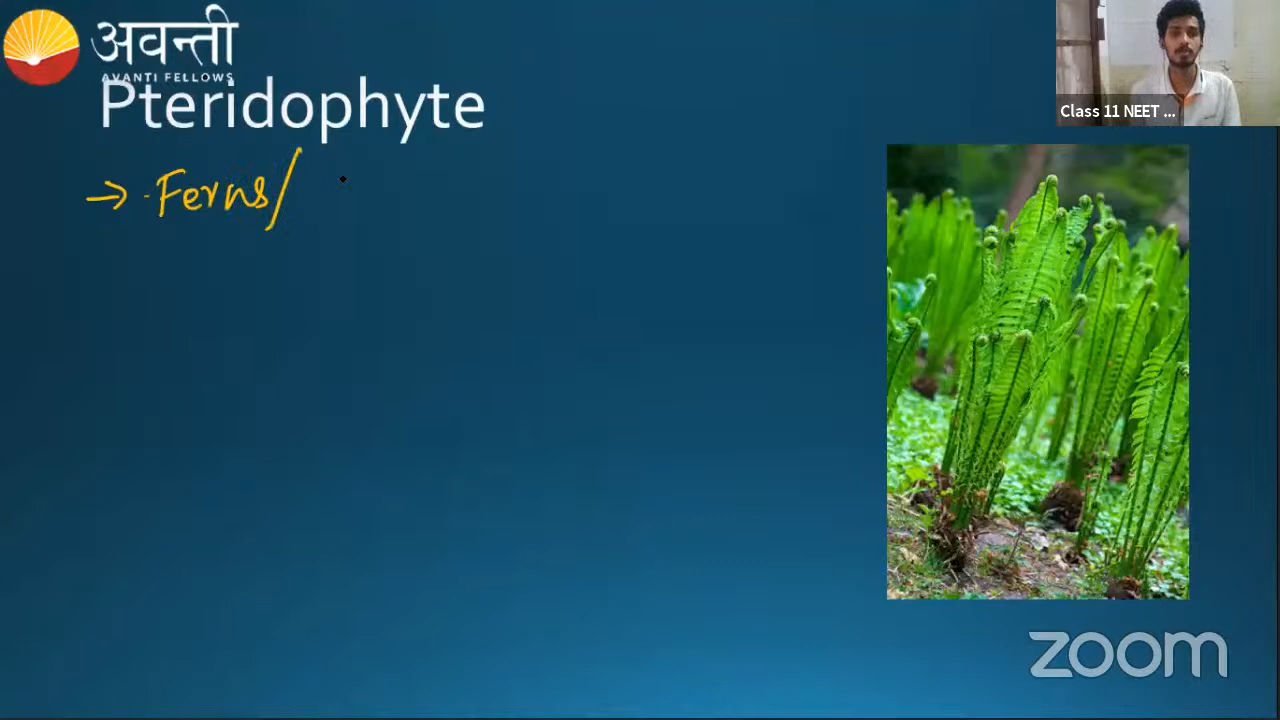 अवन्ती
AVANTI FELLOWS
Pteridophyte
→ Ferns/
Class 11 NEET ...
zoom